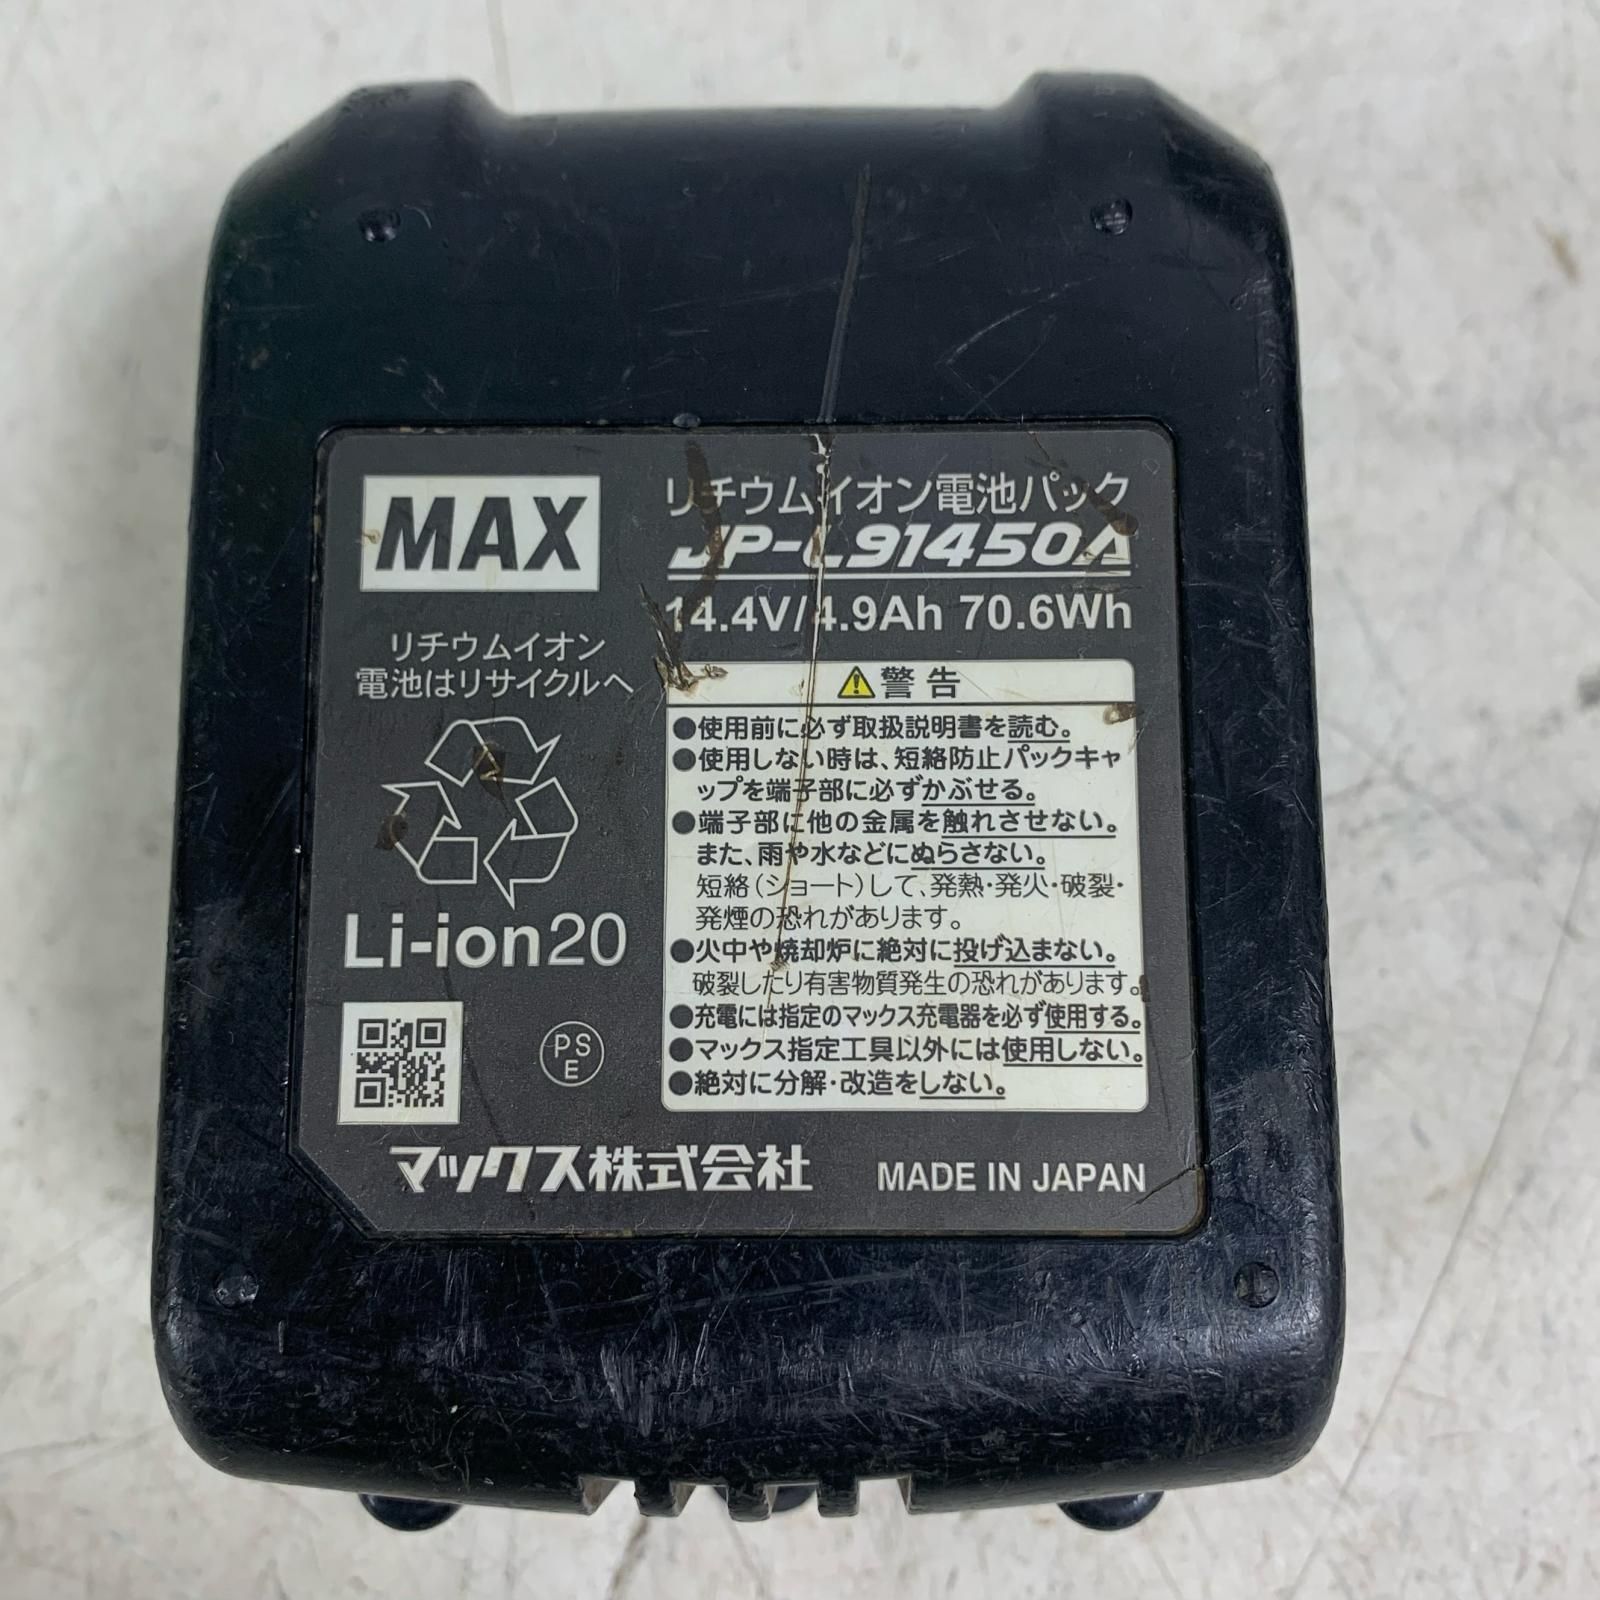 MAX
リチウムイオン電池パック
JP-L91450A
14.4V/4.9Ah 70.6Wh
リチウムイオン
電池はリサイクルへ
Li-ion20
⚠警告
●使用前に必ず取扱説明書を読む。
●使用しない時は、短絡防止パックキャ
ップを端子部に必ずかぶせる。
●端子部に他の金属を触れさせない。
また、雨や水などにぬらさない。
短絡(ショート)して、発熱・発火・破裂・
発煙の恐れがあります。
●火中や焼却炉に絶対に投げ込まない。
破裂したり有害物質発生の恐れがあります。
●充電には指定のマックス充電器を必ず使用する。
●マックス指定工具以外には使用しない。
●絶対に分解・改造をしない。
PS
E
マックス株式会社
MADE IN JAPAN